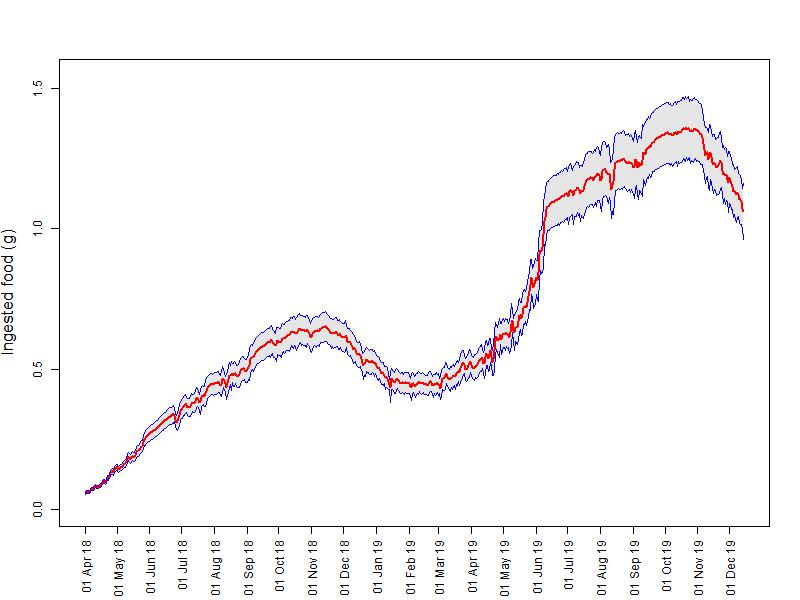 Ingested food (g)
1.5
1.0
0.5
0.0
01 Apr 18
01 May 18
01 Jun 18
01 Jul 18
01 Aug 18
01 Sep 18
01 Oct 18
01 Nov 18
01 Dec 18
01 Jan 19
01 Feb 19
01 Mar 19
01 Apr 19
01 May 19
01 Jun 19
01 Jul 19
01 Aug 19
01 Sep 19
01 Oct 19
01 Nov 19
01 Dec 19